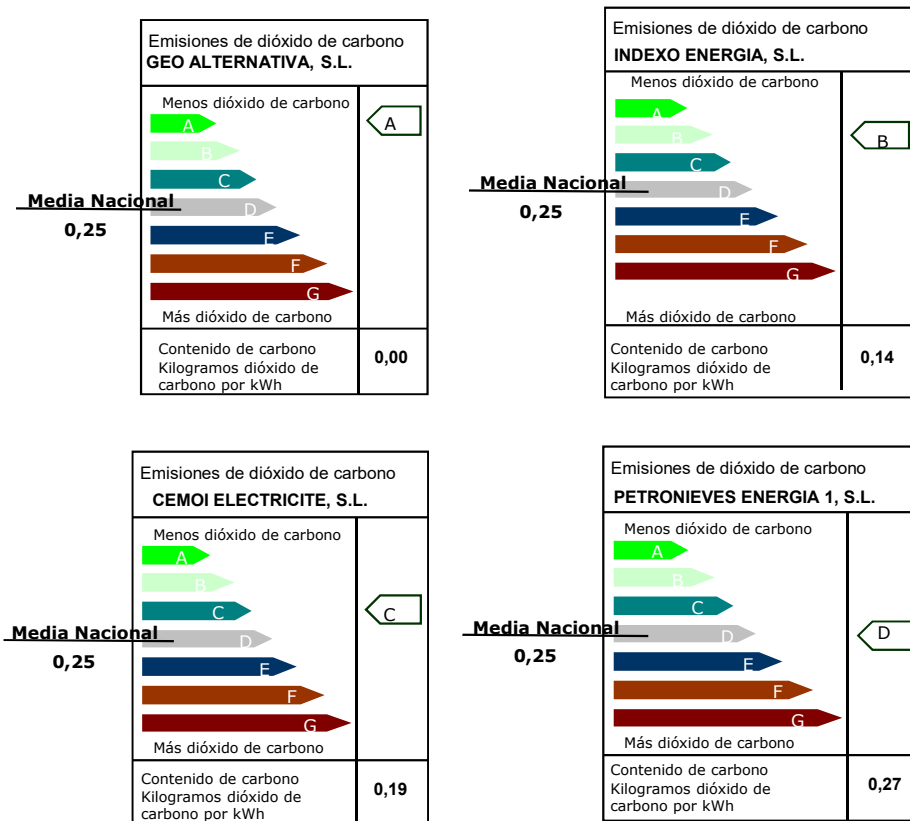 Emisiones de dióxido de carbono
GEO ALTERNATIVA, S.L.
Menos dióxido de carbono
A
A
B
C
Media Nacional
D
0,25
E
F
G
Más dióxido de carbono
Contenido de carbono
Kilogramos dióxido de
carbono por kWh
0,00
Emisiones de dióxido de carbono
INDEXO ENERGIA, S.L.
Menos dióxido de carbono
A
B
B
C
Media Nacional
D
0,25
E
F
G
Más dióxido de carbono
Contenido de carbono
Kilogramos dióxido de
carbono por kWh
0,14
Emisiones de dióxido de carbono
CEMOI ELECTRICITE, S.L.
Menos dióxido de carbono
A
B
C
C
Media Nacional
D
0,25
E
F
G
Más dióxido de carbono
Contenido de carbono
Kilogramos dióxido de
carbono por kWh
0,19
Emisiones de dióxido de carbono
PETRONIEVES ENERGIA 1, S.L.
Menos dióxido de carbono
A
B
C
Media Nacional
D
D
0,25
E
F
G
Más dióxido de carbono
Contenido de carbono
Kilogramos dióxido de
carbono por kWh
0,27